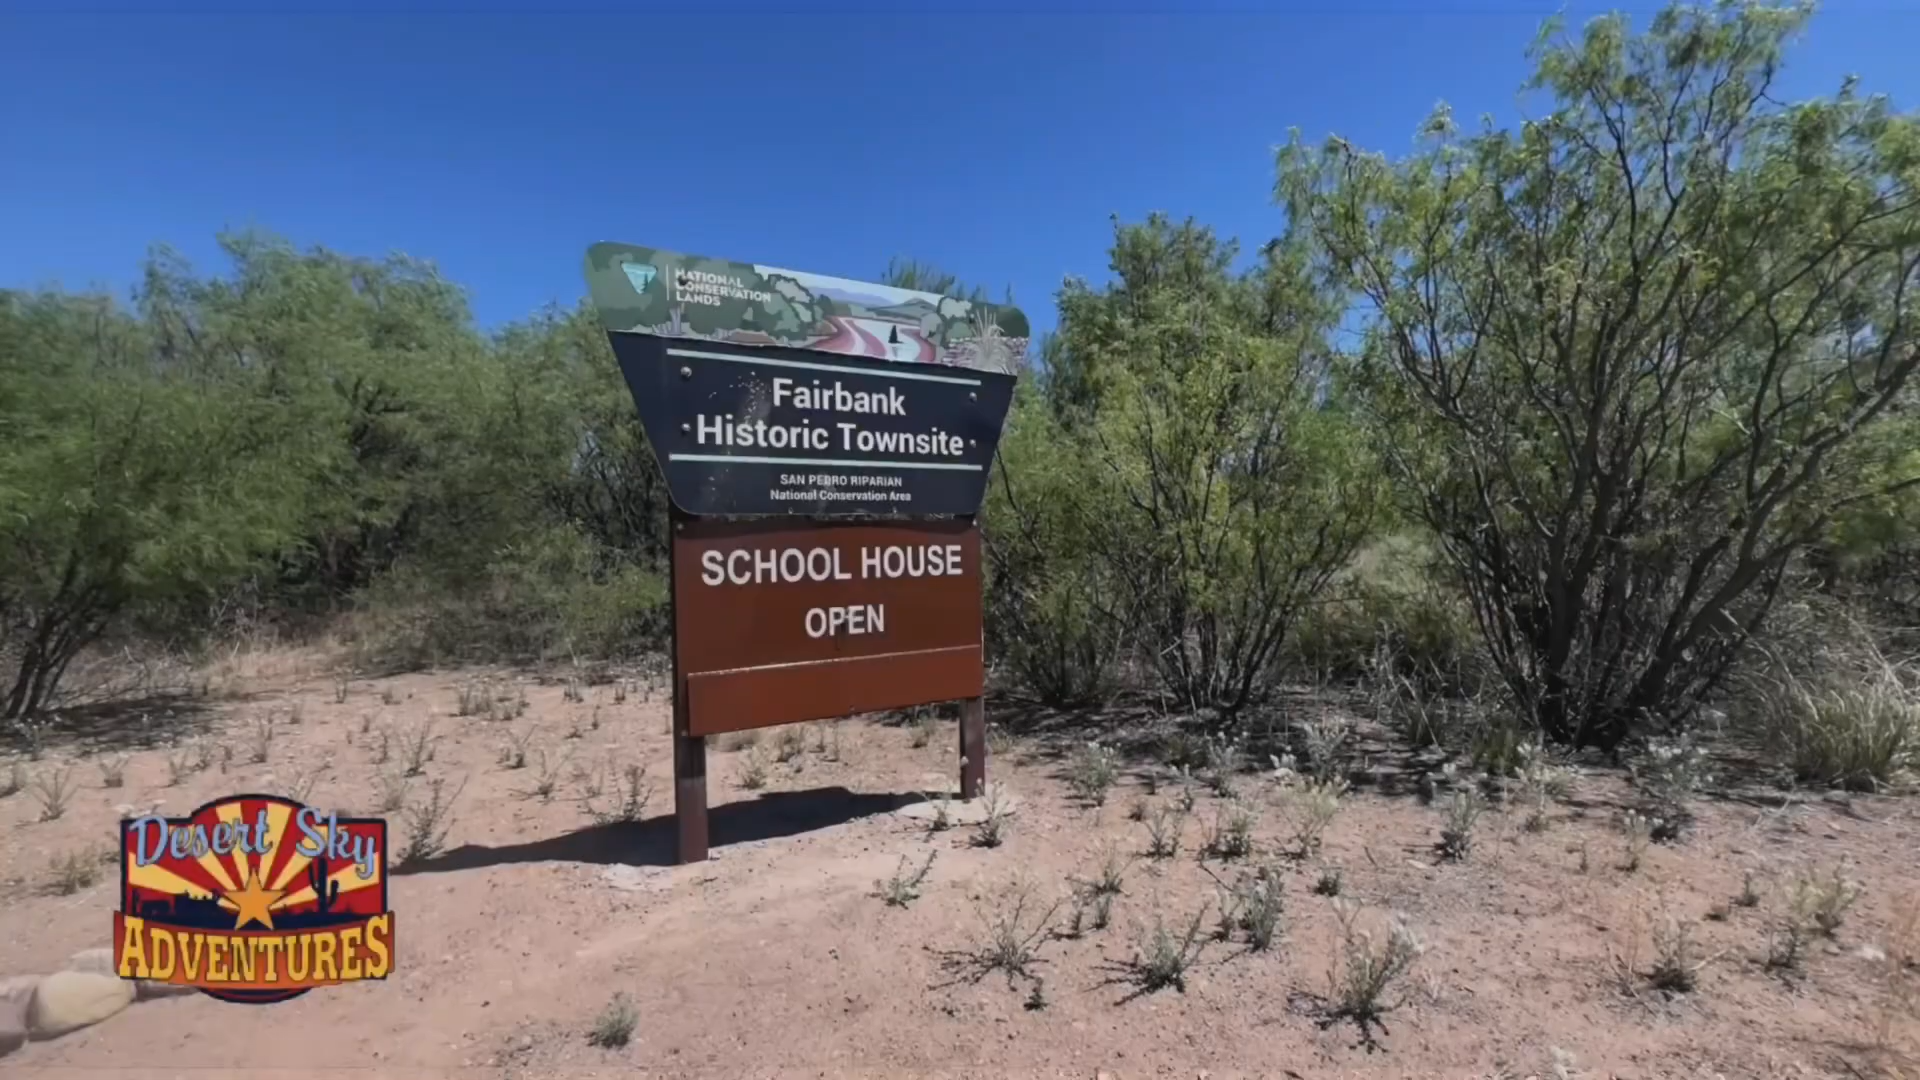 NATIONAL
CONSERVATION
LANDS
Fairbank
Historic Townsite
SAN PEDRO RIPARIAN
National Conservation Area
SCHOOL HOUSE
OPEN
Desert Sky
ADVENTURES